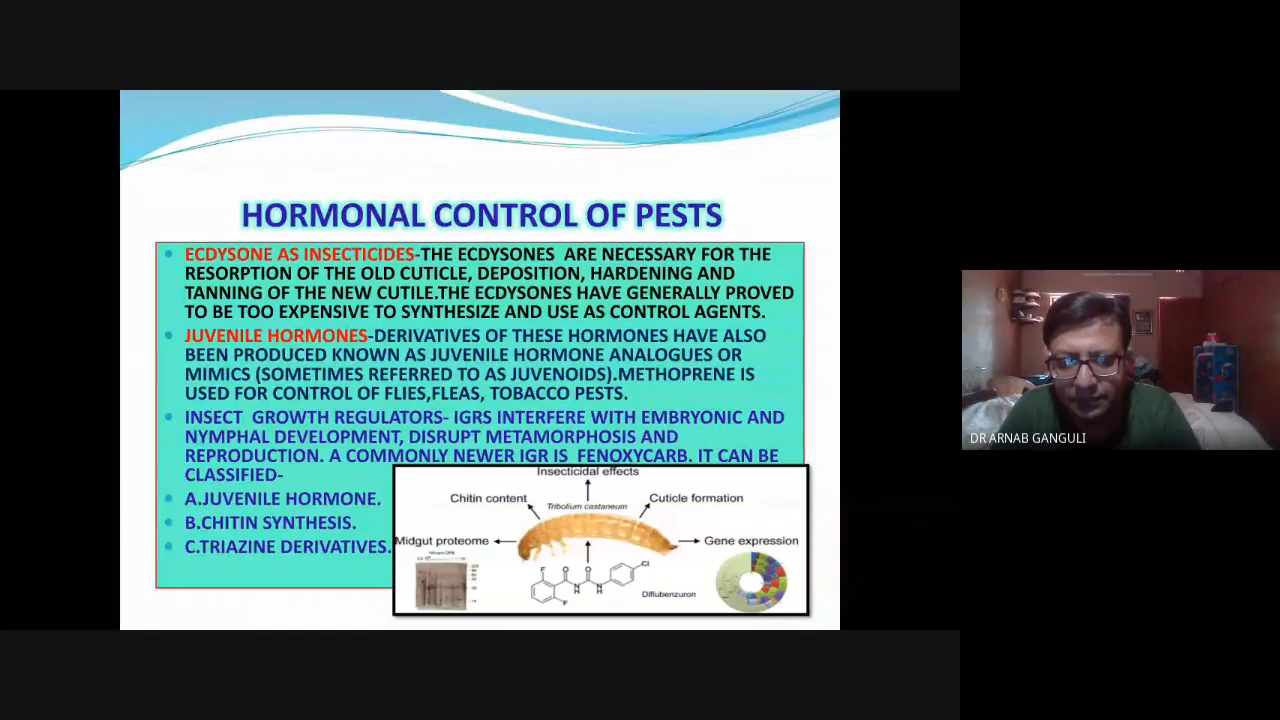 HORMONAL CONTROL OF PESTS
ECDYSONE AS INSECTICIDES-THE ECDYSONES ARE NECESSARY FOR THE
RESORPTION OF THE OLD CUTICLE, DEPOSITION, HARDENING AND
TANNING OF THE NEW CUTILE.THE ECDYSONES HAVE GENERALLY PROVED
TO BE TOO EXPENSIVE TO SYNTHESIZE AND USE AS CONTROL AGENTS.
JUVENILE HORMONES-DERIVATIVES OF THESE HORMONES HAVE ALSO
BEEN PRODUCED KNOWN AS JUVENILE HORMONE ANALOGUES OR
MIMICS (SOMETIMES REFERRED TO AS JUVENOIDS).METHOPRENE IS
USED FOR CONTROL OF FLIES,FLEAS, TOBACCO PESTS.
INSECT GROWTH REGULATORS- IGRS INTERFERE WITH EMBRYONIC AND
NYMPHAL DEVELOPMENT, DISRUPT METAMORPHOSIS AND
REPRODUCTION. A COMMONLY NEWER IGR IS FENOXYCARB. IT CAN BE
CLASSIFIED-
A.JUVENILE HORMONE.
B.CHITIN SYNTHESIS.
C.TRIAZINE DERIVATIVES.
Insecticidal effects
Chitin content
Cuticle formation
Tribolium castaneum
Midgut proteome
Gene expression
F O O Cl
N N
H H
F
Diflubenzuron
DR ARNAB GANGULI